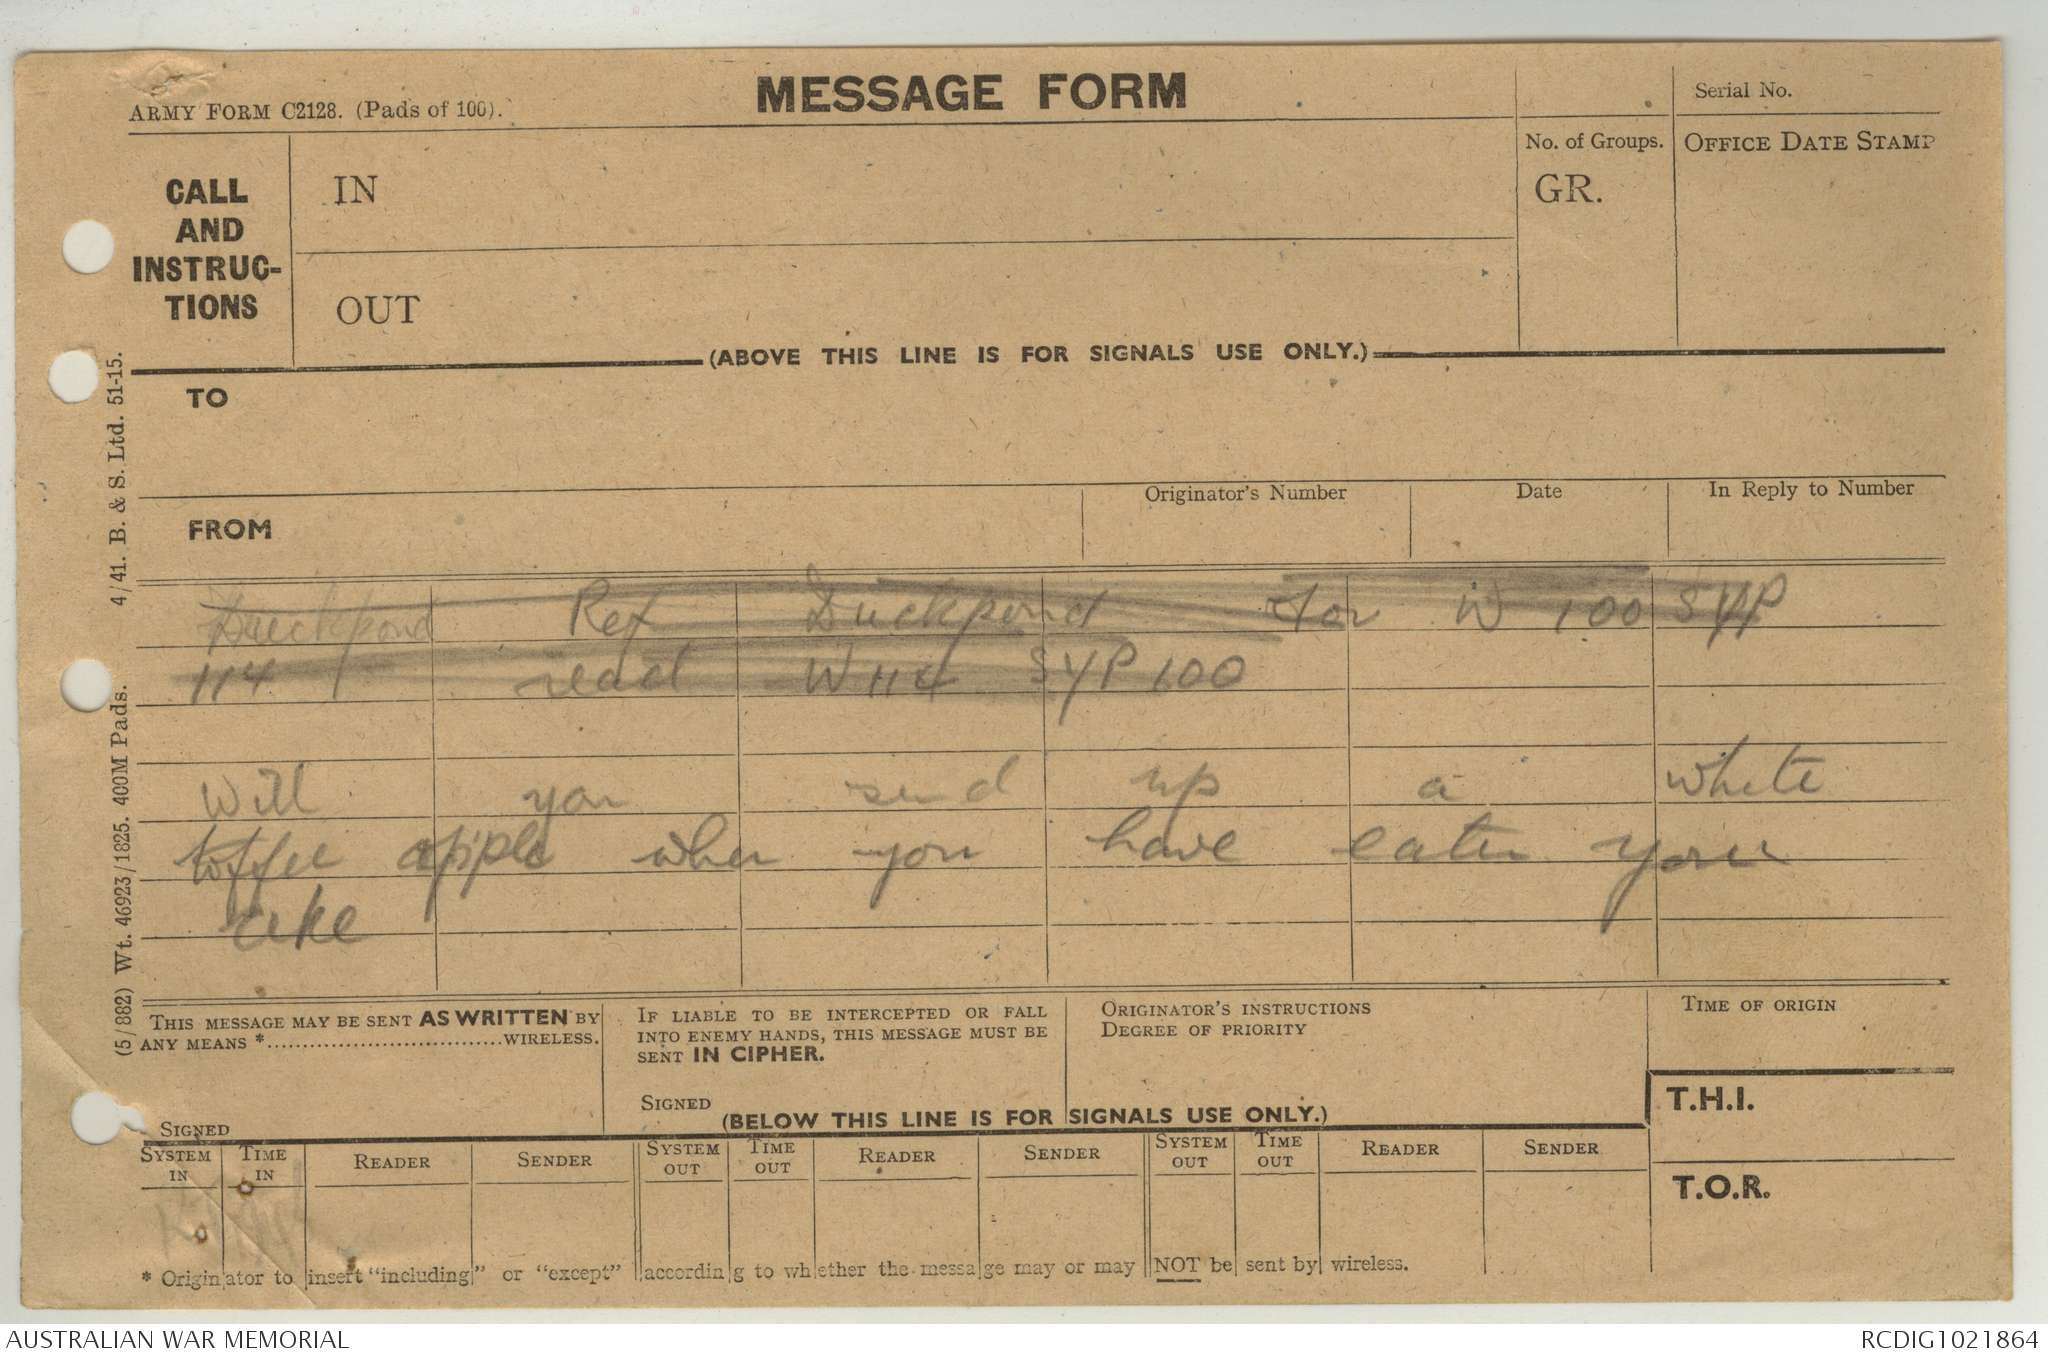 ARMY FORM C2128. (Pads of 100).
MESSAGE FORM
Serial No.
CALL
AND
INSTRUC-
TIONS
IN
OUT
No. of Groups.
GR.
OFFICE DATE STAMP
(ABOVE THIS LINE IS FOR SIGNALS USE ONLY.)
TO
FROM
Originator's Number
Date
In Reply to Number
Duckpond Ref Duckpond for W 100 SYP
114 read W 114 SYP 100
Will you send up a white
toffee apple when you have eaten your
cake
THIS MESSAGE MAY BE SENT AS WRITTEN BY
ANY MEANS *.................................WIRELESS.
SIGNED
IF LIABLE TO BE INTERCEPTED OR FALL
INTO ENEMY HANDS, THIS MESSAGE MUST BE
SENT IN CIPHER.
SIGNED
ORIGINATOR'S INSTRUCTIONS
DEGREE OF PRIORITY
TIME OF ORIGIN
T.H.I.
T.O.R.
(BELOW THIS LINE IS FOR SIGNALS USE ONLY.)
SYSTEM IN
TIME IN
READER
SENDER
SYSTEM OUT
TIME OUT
READER
SENDER
SYSTEM OUT
TIME OUT
READER
SENDER
* Originator to insert "including" or "except" according to whether the message may or may NOT be sent by wireless.
(5/882) Wt. 46923/1825. 400M Pads. 4/41. B. & S. Ltd. 51-15.
AUSTRALIAN WAR MEMORIAL
RCDIG1021864